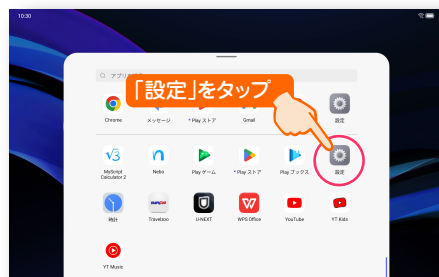 10:30
アプリ
「設定」をタップ
Chrome
メッセージ
* Play ストア
Gmail
設定
MyScript Calculator 2
Nebo
Play ゲーム
* Play ストア
Play ブックス
設定
時計
Travelzoo
U-NEXT
WPS Office
YouTube
YT Kids
YT Music